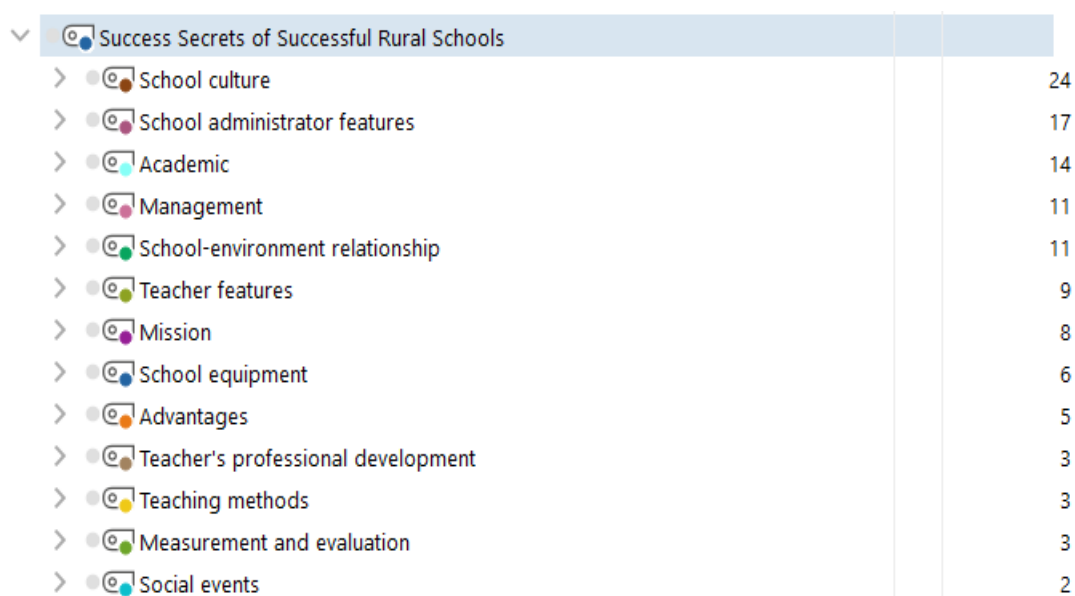 Success Secrets of Successful Rural Schools
School culture 24
School administrator features 17
Academic 14
Management 11
School-environment relationship 11
Teacher features 9
Mission 8
School equipment 6
Advantages 5
Teacher's professional development 3
Teaching methods 3
Measurement and evaluation 3
Social events 2